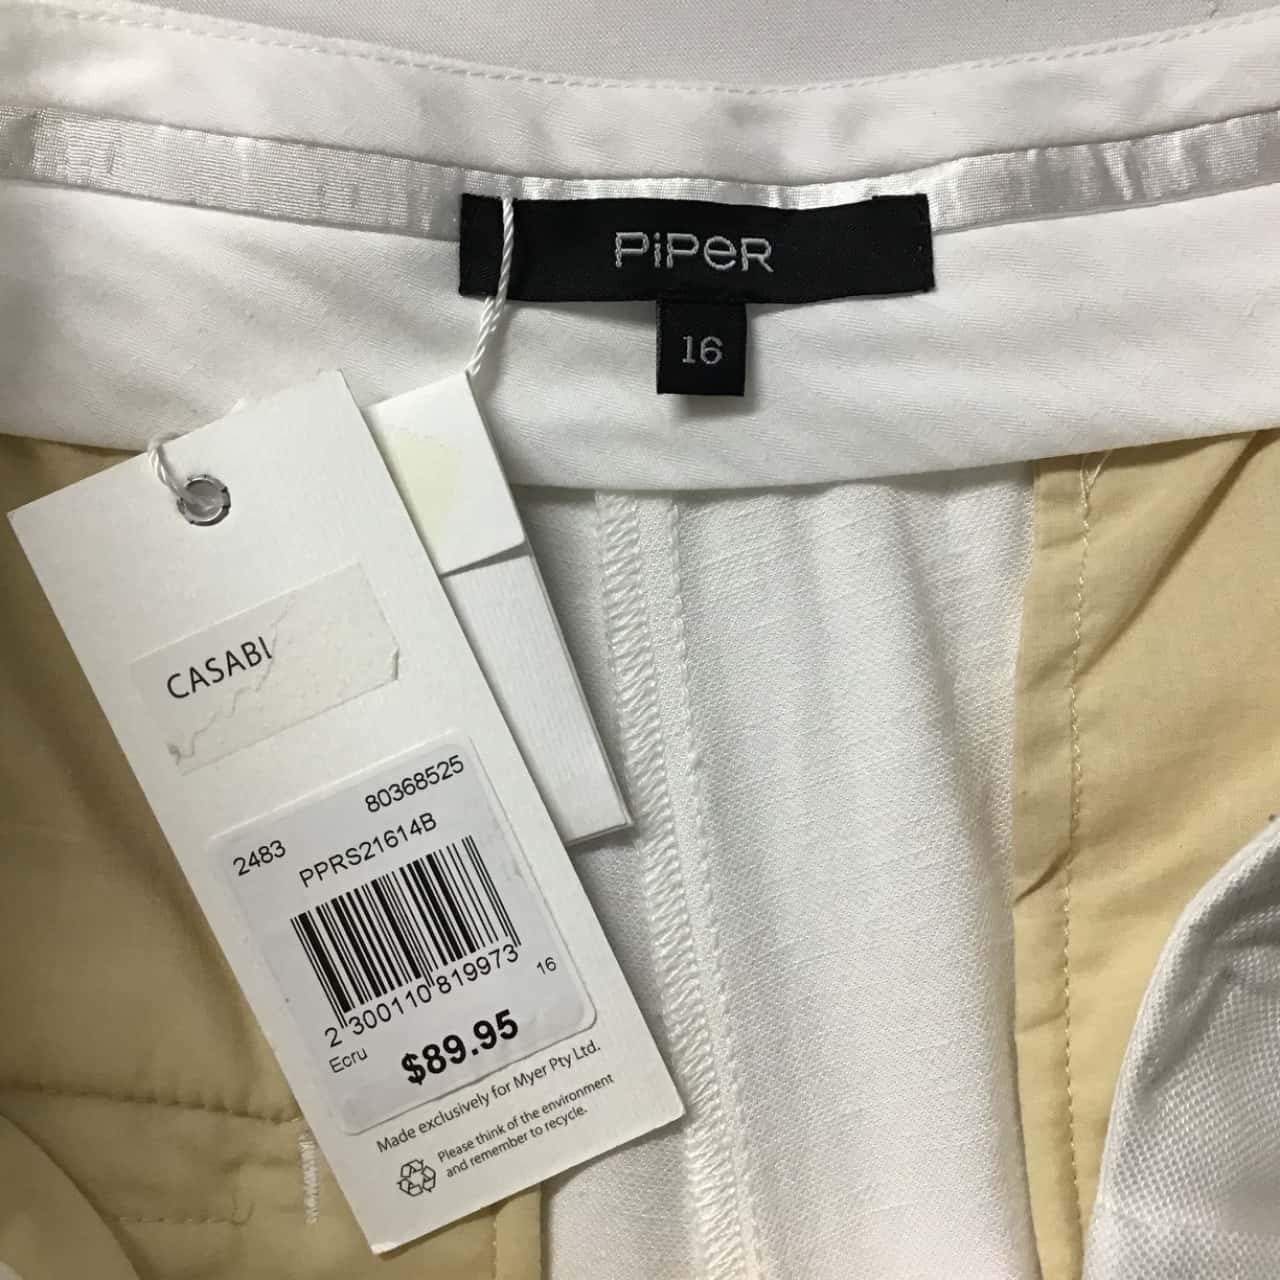 PiPeR
16
CASABL
2483 80368525
PPRS21614B
2 300110 819973
Ecru 16
$89.95
Made exclusively for Myer Pty Ltd.
Please think of the environment
and remember to recycle.